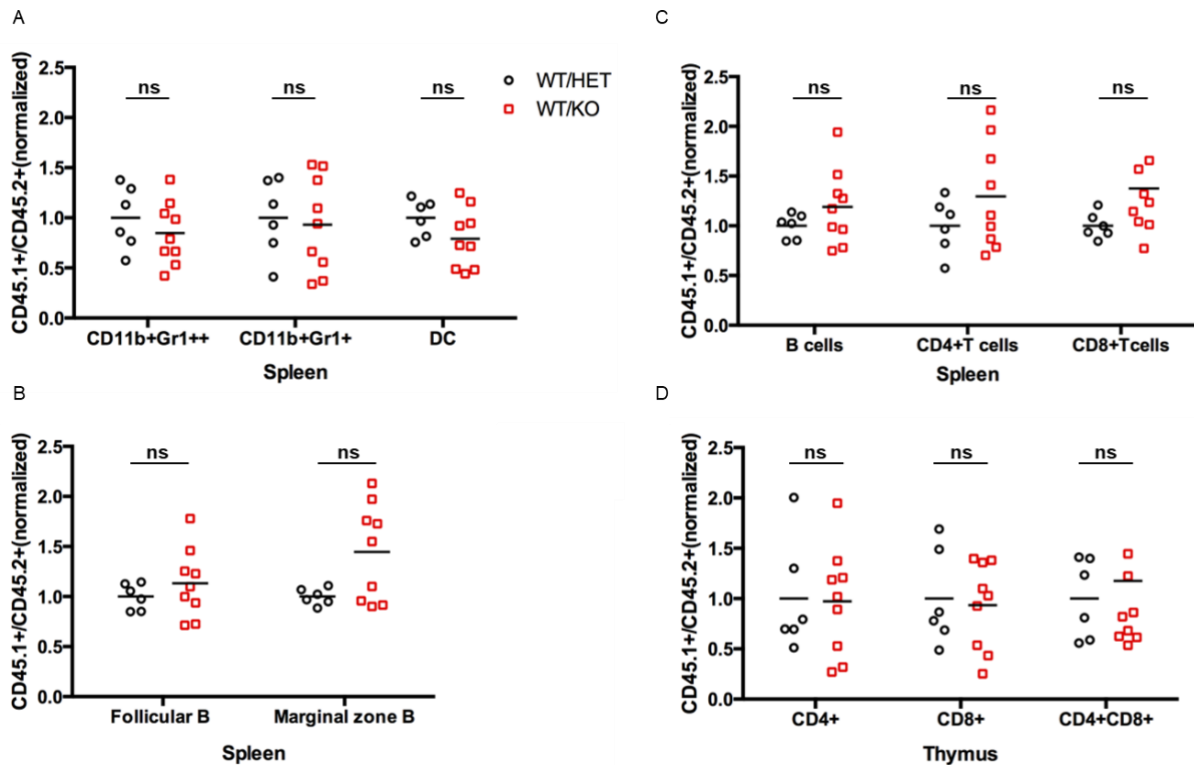 A
CD45.1+/CD45.2+(normalized)
2.5
2.0
1.5
1.0
0.5
0.0
ns
ns
ns
WT/HET
WT/KO
CD11b+Gr1++
CD11b+Gr1+
DC
Spleen
B
CD45.1+/CD45.2+(normalized)
2.5
2.0
1.5
1.0
0.5
0.0
ns
ns
Follicular B
Marginal zone B
Spleen
C
CD45.1+/CD45.2+(normalized)
2.5
2.0
1.5
1.0
0.5
0.0
ns
ns
ns
B cells
CD4+T cells
CD8+Tcells
Spleen
D
CD45.1+/CD45.2+(normalized)
2.5
2.0
1.5
1.0
0.5
0.0
ns
ns
ns
CD4+
CD8+
CD4+CD8+
Thymus